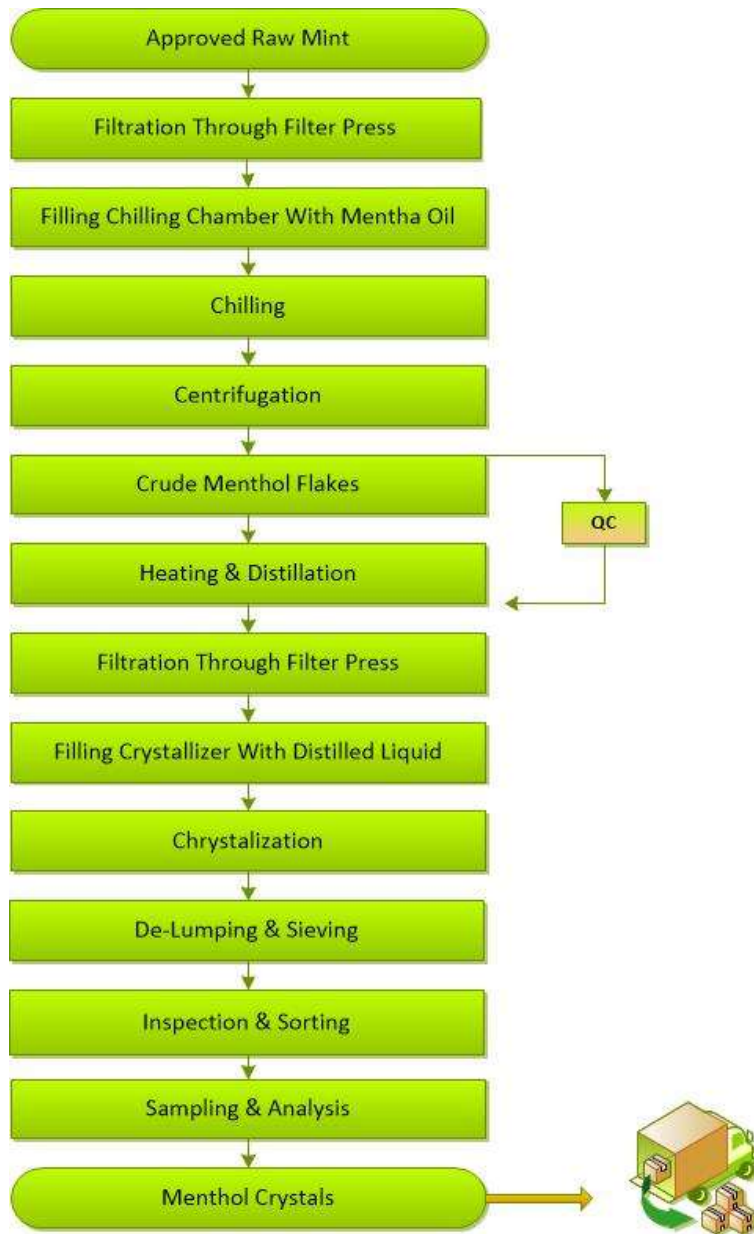 Approved Raw Mint
Filtration Through Filter Press
Filling Chilling Chamber With Mentha Oil
Chilling
Centrifugation
Crude Menthol Flakes
QC
Heating & Distillation
Filtration Through Filter Press
Filling Crystallizer With Distilled Liquid
Chrystalization
De-Lumping & Sieving
Inspection & Sorting
Sampling & Analysis
Menthol Crystals